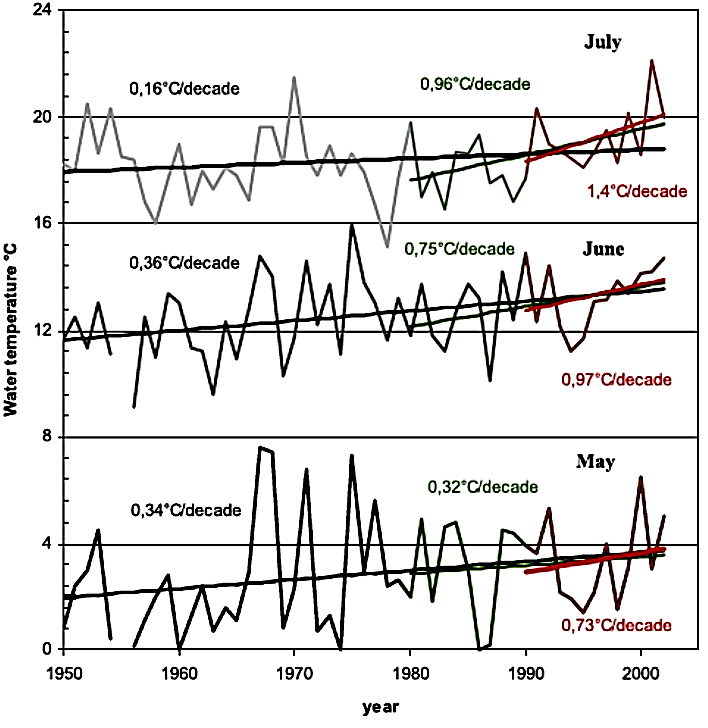 24
July
0,16°C/decade
0,96°C/decade
20
1,4°C/decade
16
June
0,36°C/decade
0,75°C/decade
Water temperature °C
12
0,97°C/decade
8
May
0,34°C/decade
0,32°C/decade
4
0,73°C/decade
0
1950 1960 1970 1980 1990 2000
year